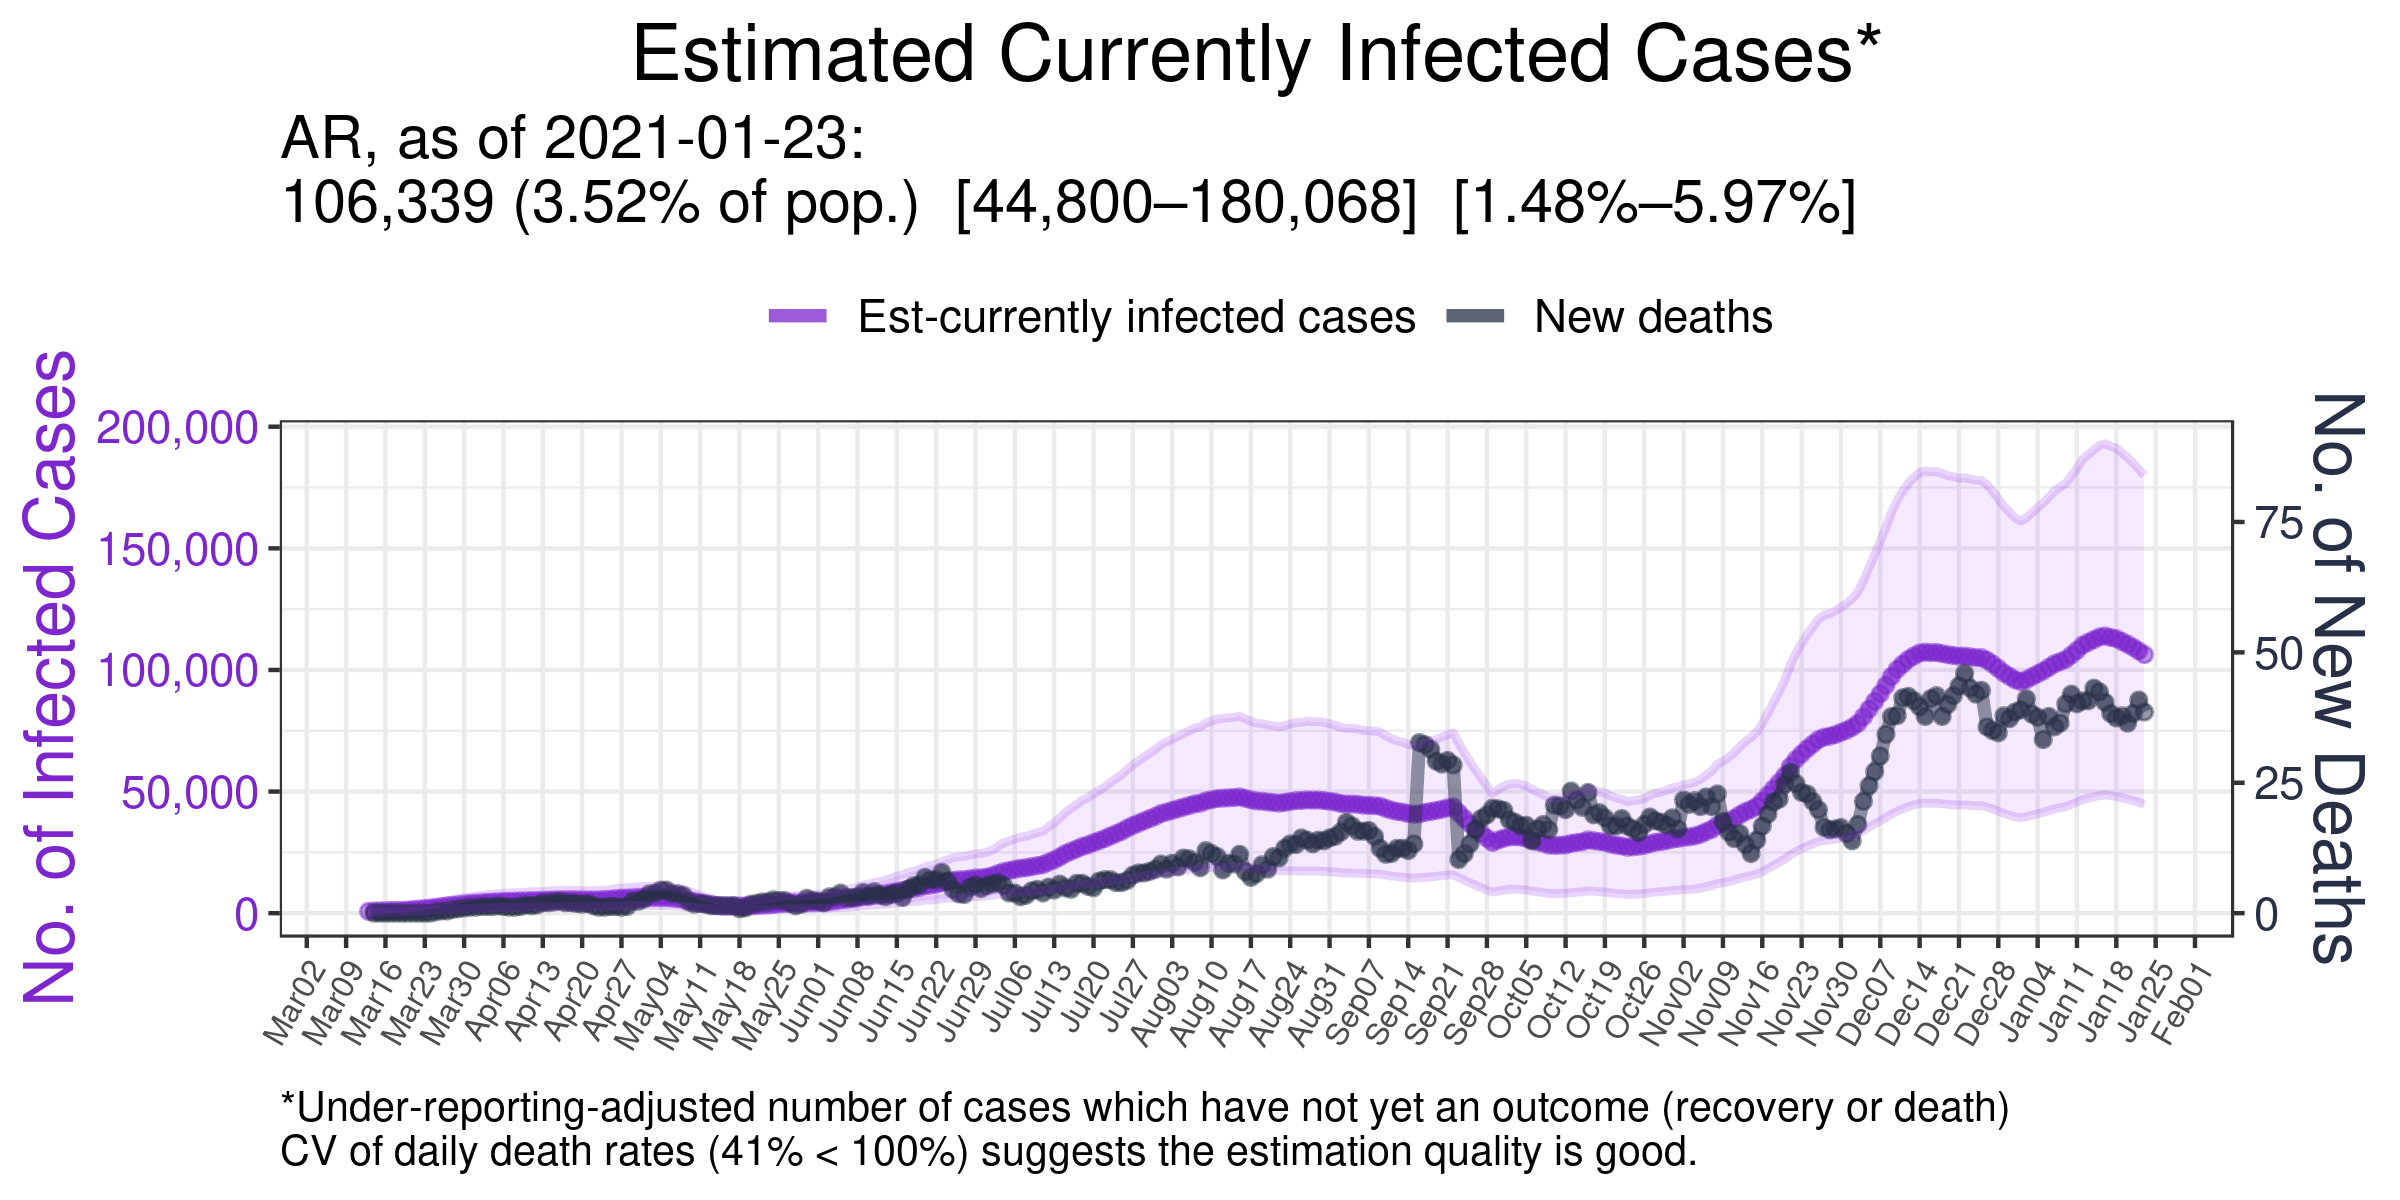 Estimated Currently Infected Cases*
AR, as of 2021-01-23:
106,339 (3.52% of pop.)  [44,800–180,068]  [1.48%–5.97%]
Est-currently infected cases
New deaths
No. of Infected Cases
200,000
150,000
100,000
50,000
0
No. of New Deaths
75
50
25
0
Mar02
Mar09
Mar16
Mar23
Mar30
Apr06
Apr13
Apr20
Apr27
May04
May11
May18
May25
Jun01
Jun08
Jun15
Jun22
Jun29
Jul06
Jul13
Jul20
Jul27
Aug03
Aug10
Aug17
Aug24
Aug31
Sep07
Sep14
Sep21
Sep28
Oct05
Oct12
Oct19
Oct26
Nov02
Nov09
Nov16
Nov23
Nov30
Dec07
Dec14
Dec21
Dec28
Jan04
Jan11
Jan18
Jan25
Feb01
*Under-reporting-adjusted number of cases which have not yet an outcome (recovery or death)
CV of daily death rates (41% < 100%) suggests the estimation quality is good.